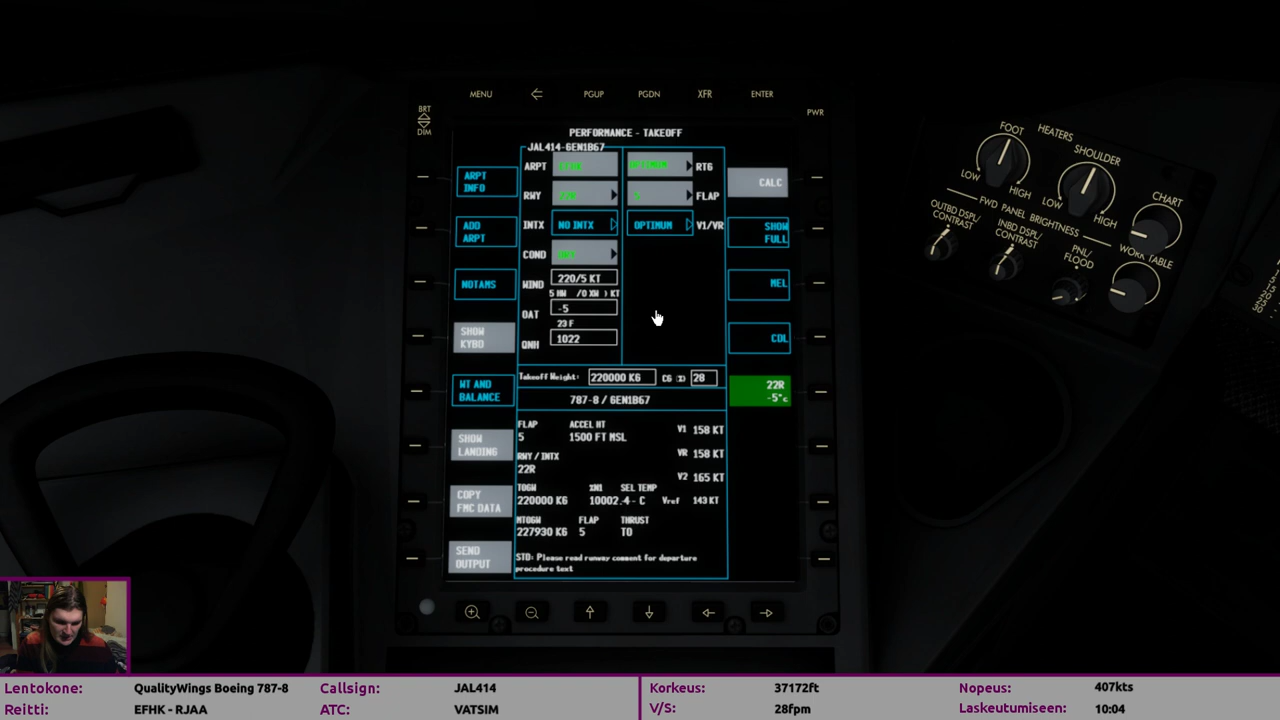 MENU PGUP PGDN XFR ENTER
BRT
DIM
PWR
PERFORMANCE - TAKEOFF
JAL414-GEN1B67
ARPT
INFO
ARPT
OPTIMUM
RTG
CALC
RWY
22R
FLAP
ADD
ARPT
INTX
NO INTX
OPTIMUM
V1/VR
SHOW
FULL
COND
NOTAMS
WIND
220/5 KT
MEL
OAT
-5
23 F
SHOW
KYBD
QNH
1022
CDL
Takeoff Weight: 220000 KG CG (%) 28
WT AND
BALANCE
787-8 / GEN1B67
22R
-5°C
FLAP
5
ACCEL HT
1500 FT MSL
V1 158 KT
SHOW
LANDING
RWY / INTX
22R
VR 158 KT
V2 165 KT
TOGW
220000 KG
%N1
10002.4- C
SEL TEMP
Vref 143 KT
COPY
FMC DATA
MTOGW
227930 KG
FLAP
5
THRUST
TO
SEND
OUTPUT
STD: Please read runway comment for departure
procedure text
HEATERS
FOOT
SHOULDER
LOW
HIGH
LOW
HIGH
CHART
FWD PANEL BRIGHTNESS
OUTBD DSPL/
CONTRAST
INBD DSPL/
CONTRAST
PNL/
FLOOD
WORK TABLE
Lentokone: QualityWings Boeing 787-8 Callsign: JAL414 Korkeus: 37172ft Nopeus: 407kts
Reitti: EFHK - RJAA ATC: VATSIM V/S: 28fpm Laskeutumiseen: 10:04